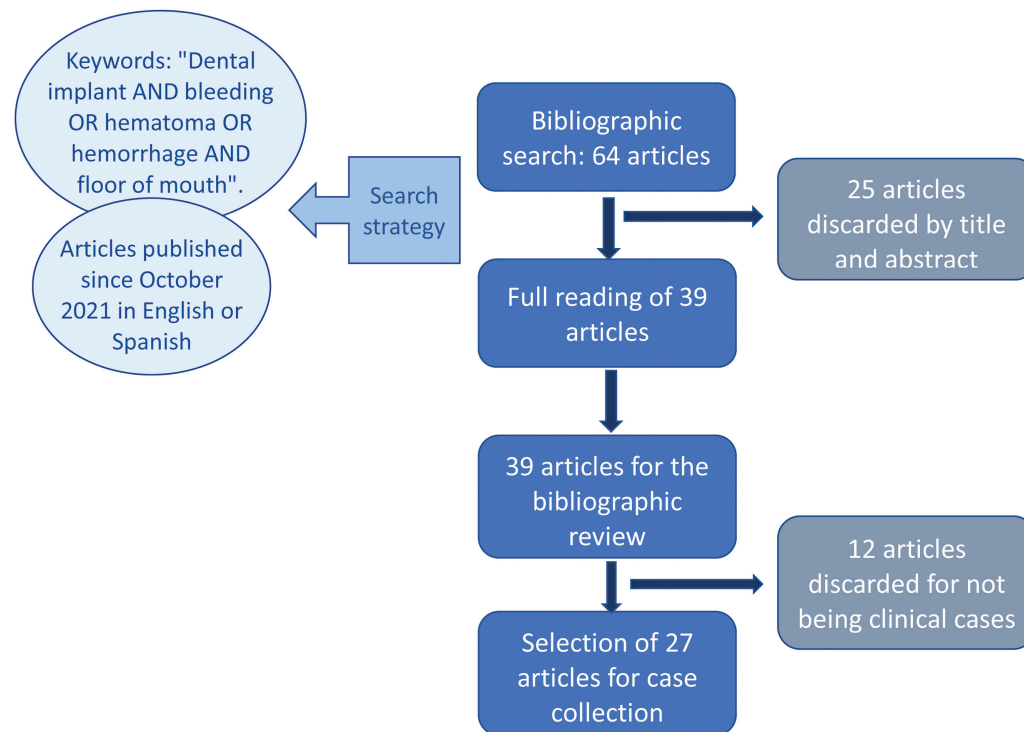 Keywords: "Dental
implant AND bleeding
OR hematoma OR
hemorrhage AND
floor of mouth".
Articles published
since October
2021 in English or
Spanish
Search
strategy
Bibliographic
search: 64 articles
25 articles
discarded by title
and abstract
Full reading of 39
articles
39 articles for the
bibliographic
review
12 articles
discarded for not
being clinical cases
Selection of 27
articles for case
collection